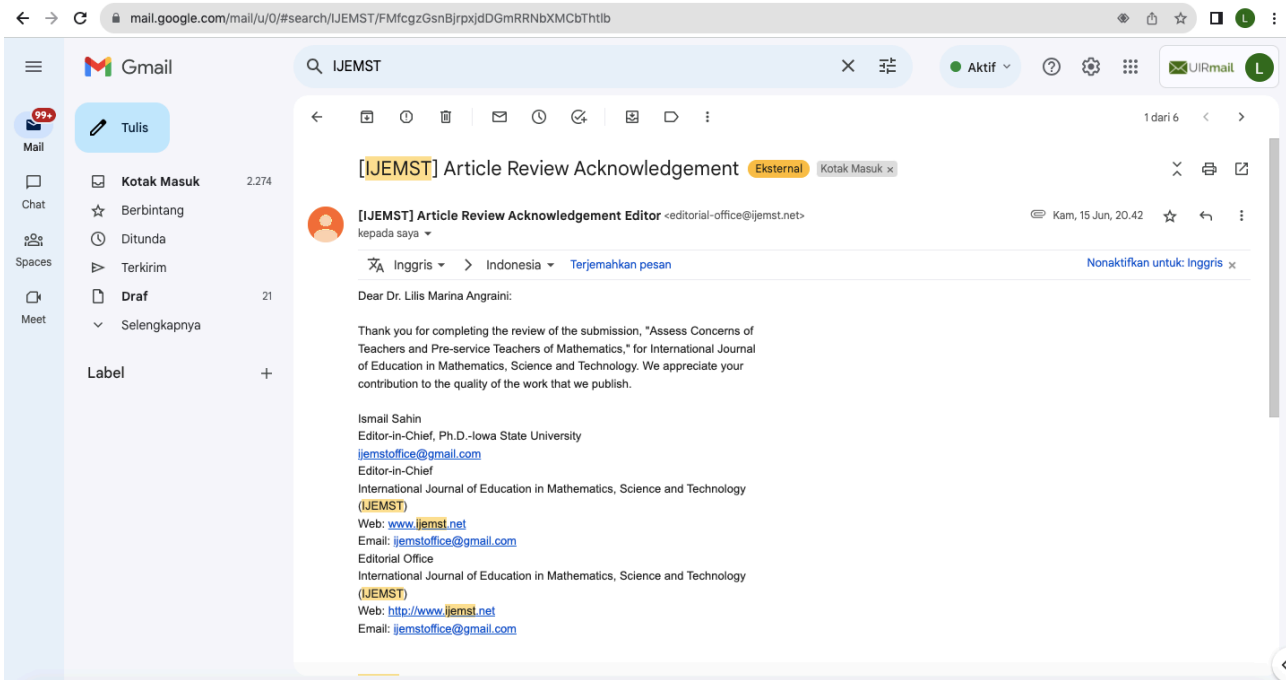 mail.google.com/mail/u/0/#search/IJEMST/FMfcgzGsnBjrpxjdDGmRRNbXMCbThtlb
L
Gmail
IJEMST
Aktif
UIRmail
L
99+
Mail
Chat
Spaces
Meet
Tulis
Kotak Masuk 2.274
Berbintang
Ditunda
Terkirim
Draf 21
Selengkapnya
Label
1 dari 6
[IJEMST] Article Review Acknowledgement Eksternal Kotak Masuk ×
[IJEMST] Article Review Acknowledgement Editor <editorial-office@ijemst.net>
Kam, 15 Jun, 20.42
kepada saya
Inggris > Indonesia Terjemahkan pesan
Nonaktifkan untuk: Inggris ×
Dear Dr. Lilis Marina Angraini:
Thank you for completing the review of the submission, "Assess Concerns of
Teachers and Pre-service Teachers of Mathematics," for International Journal
of Education in Mathematics, Science and Technology. We appreciate your
contribution to the quality of the work that we publish.
Ismail Sahin
Editor-in-Chief, Ph.D.-Iowa State University
ijemstoffice@gmail.com
Editor-in-Chief
International Journal of Education in Mathematics, Science and Technology
(IJEMST)
Web: www.ijemst.net
Email: ijemstoffice@gmail.com
Editorial Office
International Journal of Education in Mathematics, Science and Technology
(IJEMST)
Web: http://www.ijemst.net
Email: ijemstoffice@gmail.com